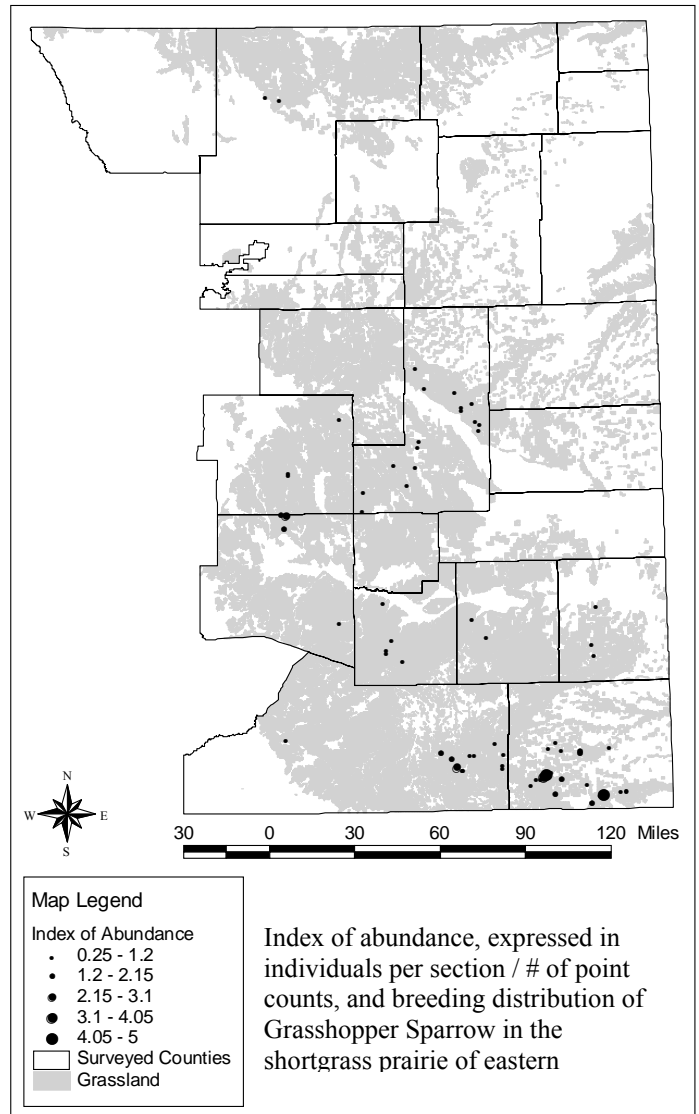 N
W E
S
30 0 30 60 90 120 Miles
Map Legend
Index of Abundance
0.25 - 1.2
1.2 - 2.15
2.15 - 3.1
3.1 - 4.05
4.05 - 5
Surveyed Counties
Grassland
Index of abundance, expressed in
individuals per section / # of point
counts, and breeding distribution of
Grasshopper Sparrow in the
shortgrass prairie of eastern